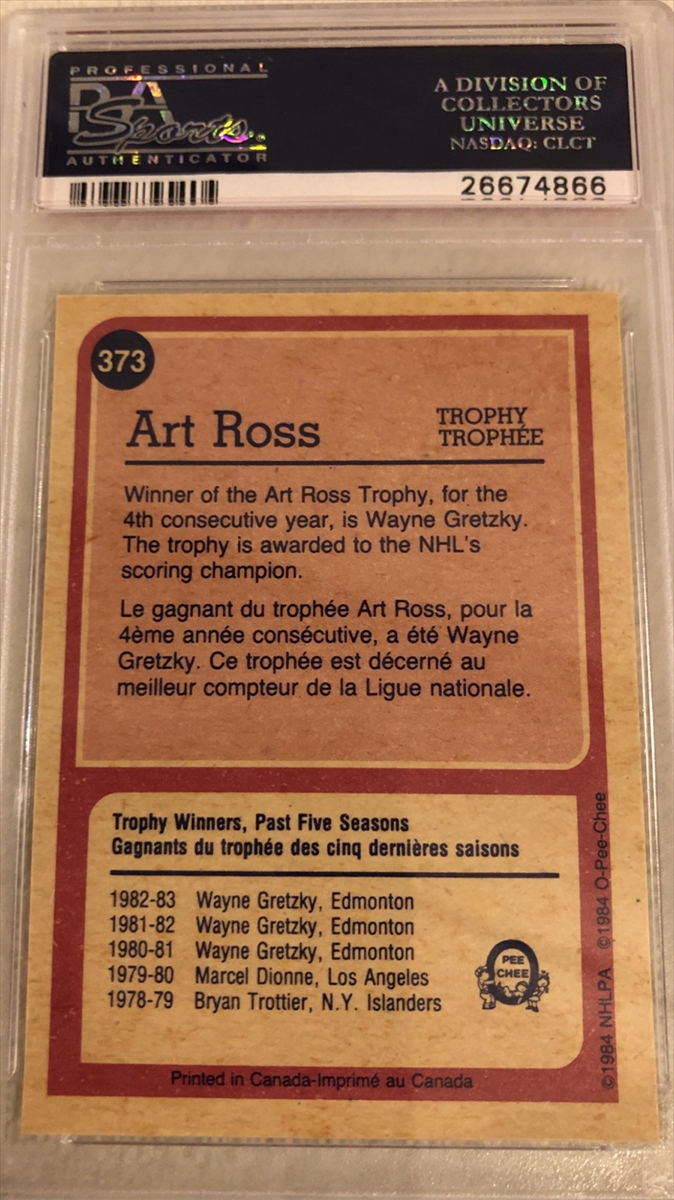 PROFESSIONAL
PSA
Sports
AUTHENTICATOR
A DIVISION OF
COLLECTORS
UNIVERSE
NASDAQ: CLCT
26674866
373
Art Ross
TROPHY
TROPHÉE
Winner of the Art Ross Trophy, for the
4th consecutive year, is Wayne Gretzky.
The trophy is awarded to the NHL's
scoring champion.
Le gagnant du trophée Art Ross, pour la
4ème année consécutive, a été Wayne
Gretzky. Ce trophée est décerné au
meilleur compteur de la Ligue nationale.
Trophy Winners, Past Five Seasons
Gagnants du trophée des cinq dernières saisons
1982-83 Wayne Gretzky, Edmonton
1981-82 Wayne Gretzky, Edmonton
1980-81 Wayne Gretzky, Edmonton
1979-80 Marcel Dionne, Los Angeles
1978-79 Bryan Trottier, N.Y. Islanders
O
PEE
CHEE
©1984 NHLPA ©1984 O-Pee-Chee
Printed in Canada-Imprimé au Canada